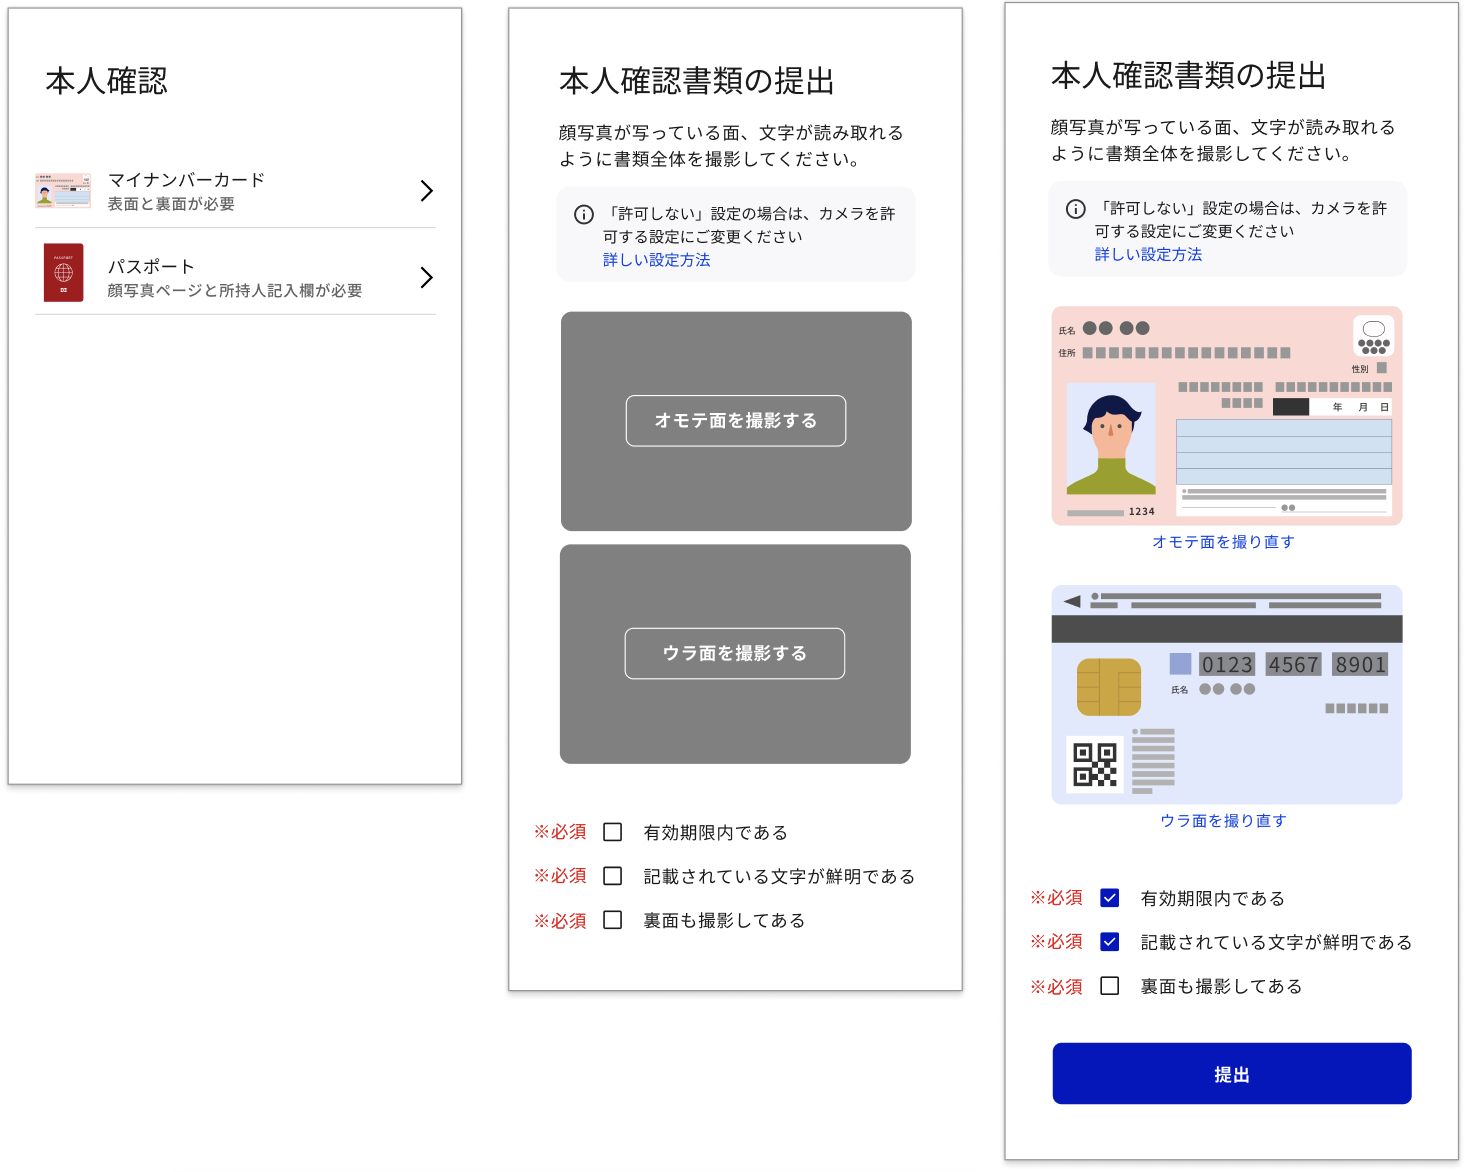 本人確認
マイナンバーカード
表面と裏面が必要
PASSPORT
パスポート
顔写真ページと所持人記入欄が必要
本人確認書類の提出
顔写真が写っている面、文字が読み取れる
ように書類全体を撮影してください。
「許可しない」設定の場合は、カメラを許
可する設定にご変更ください
詳しい設定方法
オモテ面を撮影する
ウラ面を撮影する
※必須 有効期限内である
※必須 記載されている文字が鮮明である
※必須 裏面も撮影してある
本人確認書類の提出
顔写真が写っている面、文字が読み取れる
ように書類全体を撮影してください。
「許可しない」設定の場合は、カメラを許
可する設定にご変更ください
詳しい設定方法
氏名
住所
性別
年 月 日
1234
オモテ面を撮り直す
0123 4567 8901
氏名
ウラ面を撮り直す
※必須 有効期限内である
※必須 記載されている文字が鮮明である
※必須 裏面も撮影してある
提出